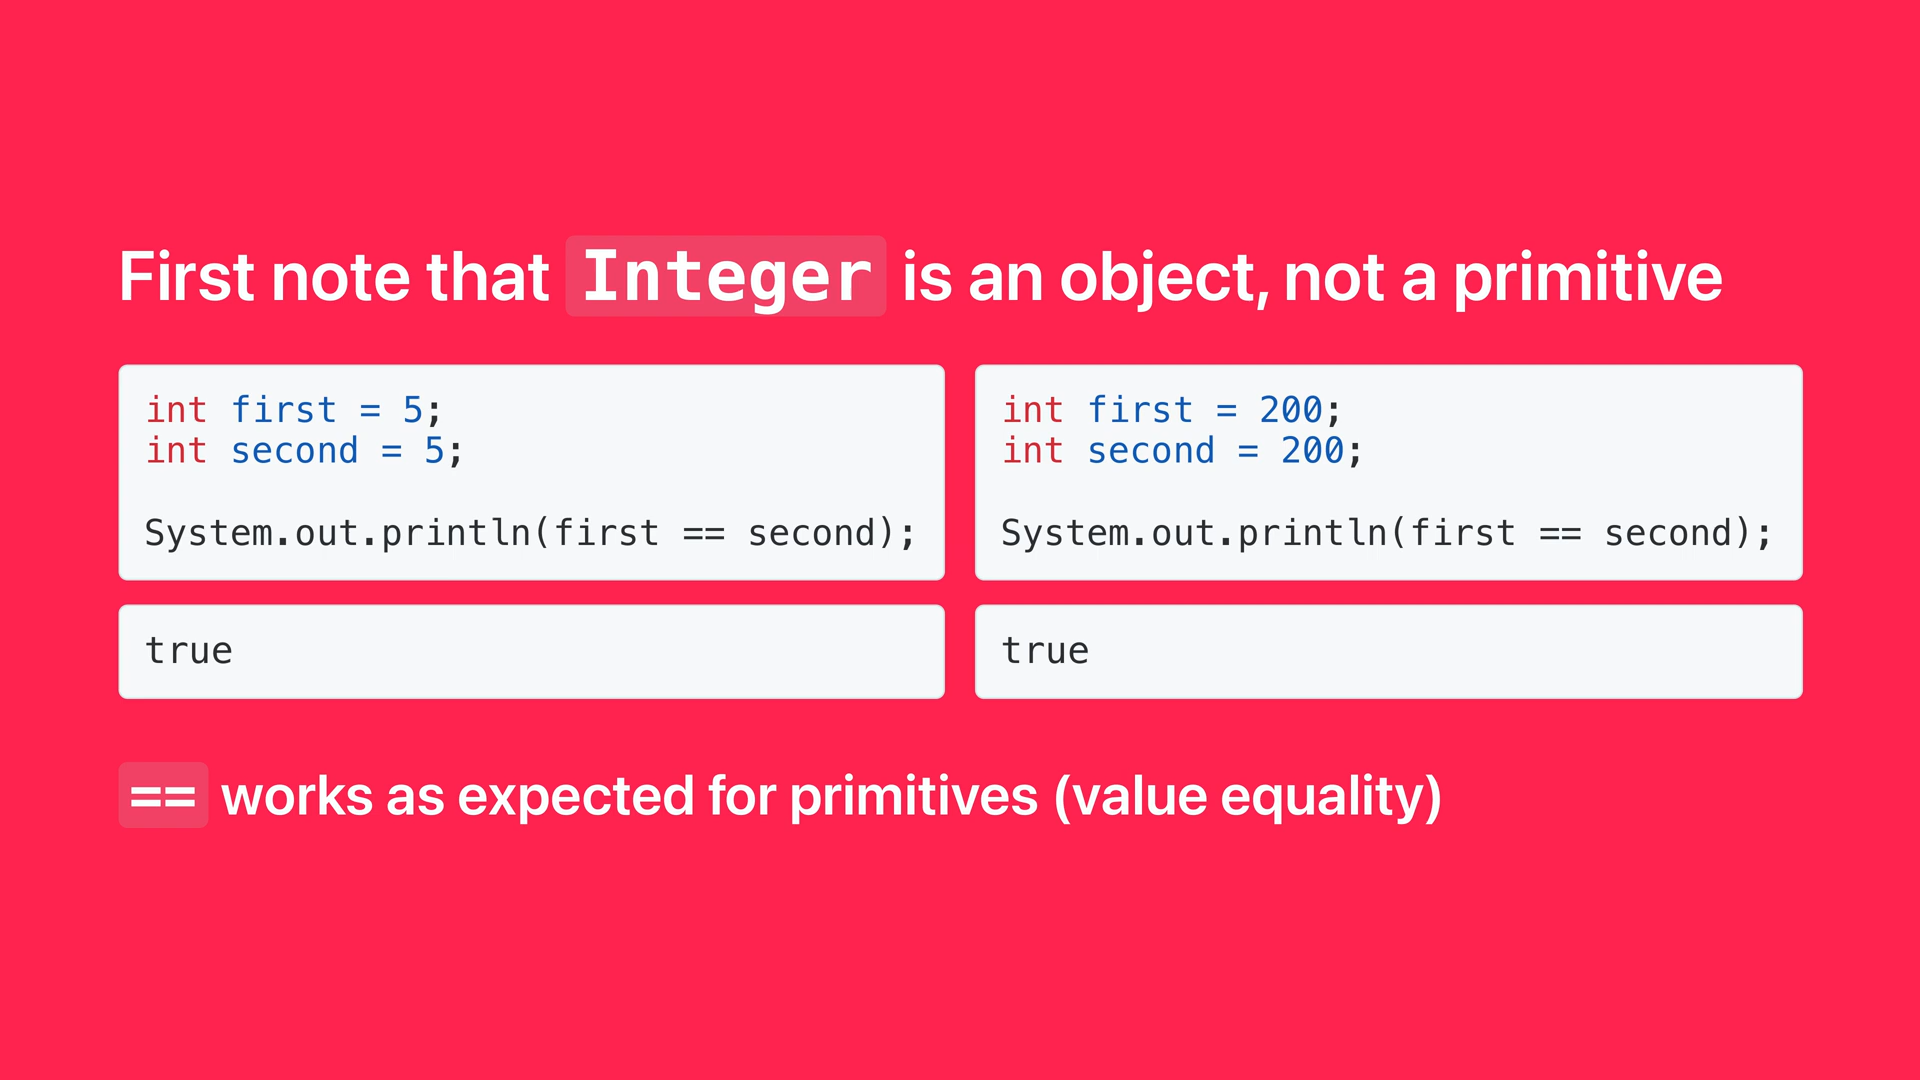 First note that Integer is an object, not a primitive
int first = 5;
int second = 5;
System.out.println(first == second);
true
int first = 200;
int second = 200;
System.out.println(first == second);
true
== works as expected for primitives (value equality)